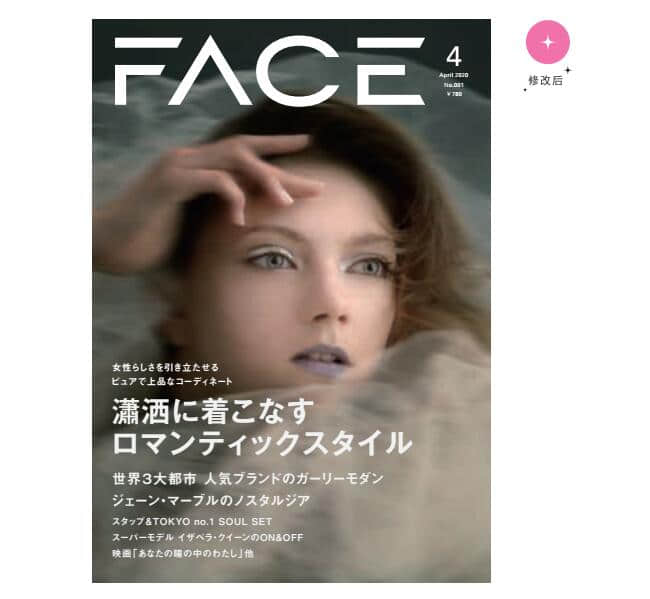 FACE
4
April 2020
No.001
¥ 780
修改后
女性らしさを引き立たせる
ピュアで上品なコーディネート
瀟洒に着こなす
ロマンティックスタイル
世界3大都市 人気ブランドのガーリーモダン
ジェーン・マーブルのノスタルジア
スタッブ&TOKYO no.1 SOUL SET
スーパーモデル イザベラ・クイーンのON&OFF
映画「あなたの瞳の中のわたし」他